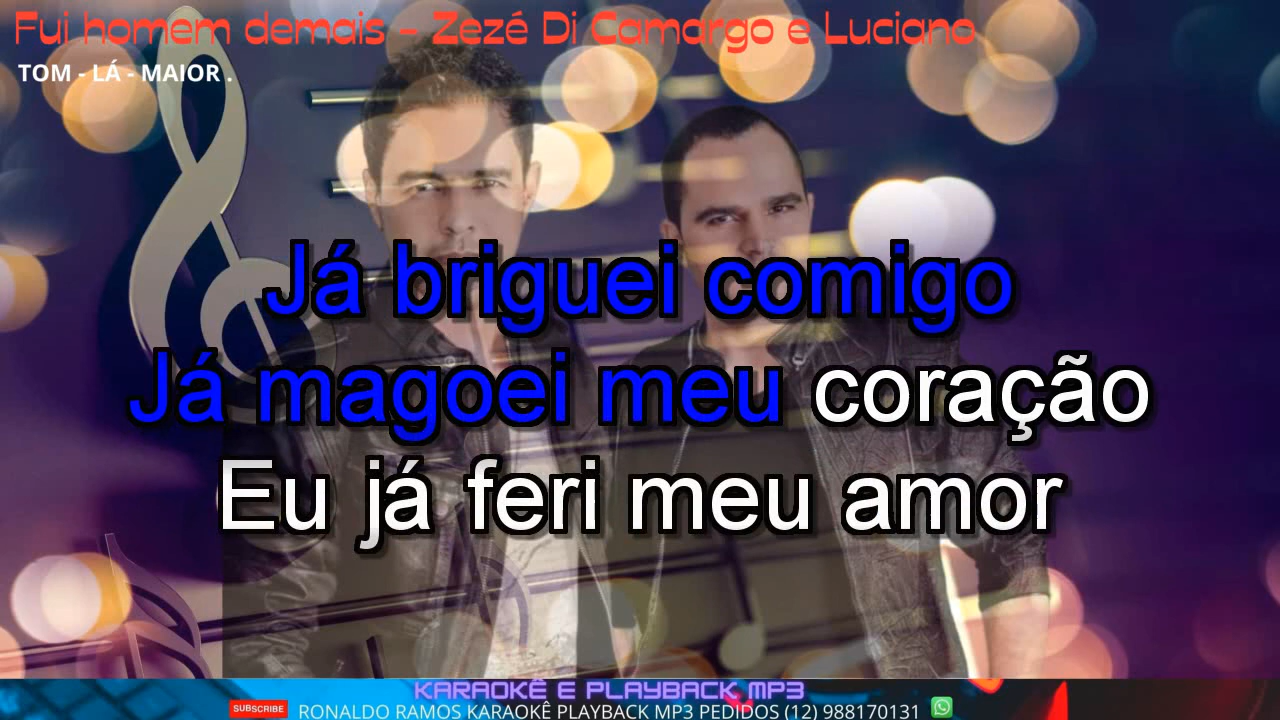 Fui homem demais - Zezé Di Camargo e Luciano
TOM - LÁ - MAIOR .
Já briguei comigo
Já magoei meu coração
Eu já feri meu amor
KARAOKÊ E PLAYBACK MP3
SUBSCRIBE RONALDO RAMOS KARAOKÊ PLAYBACK MP3 PEDIDOS (12) 988170131